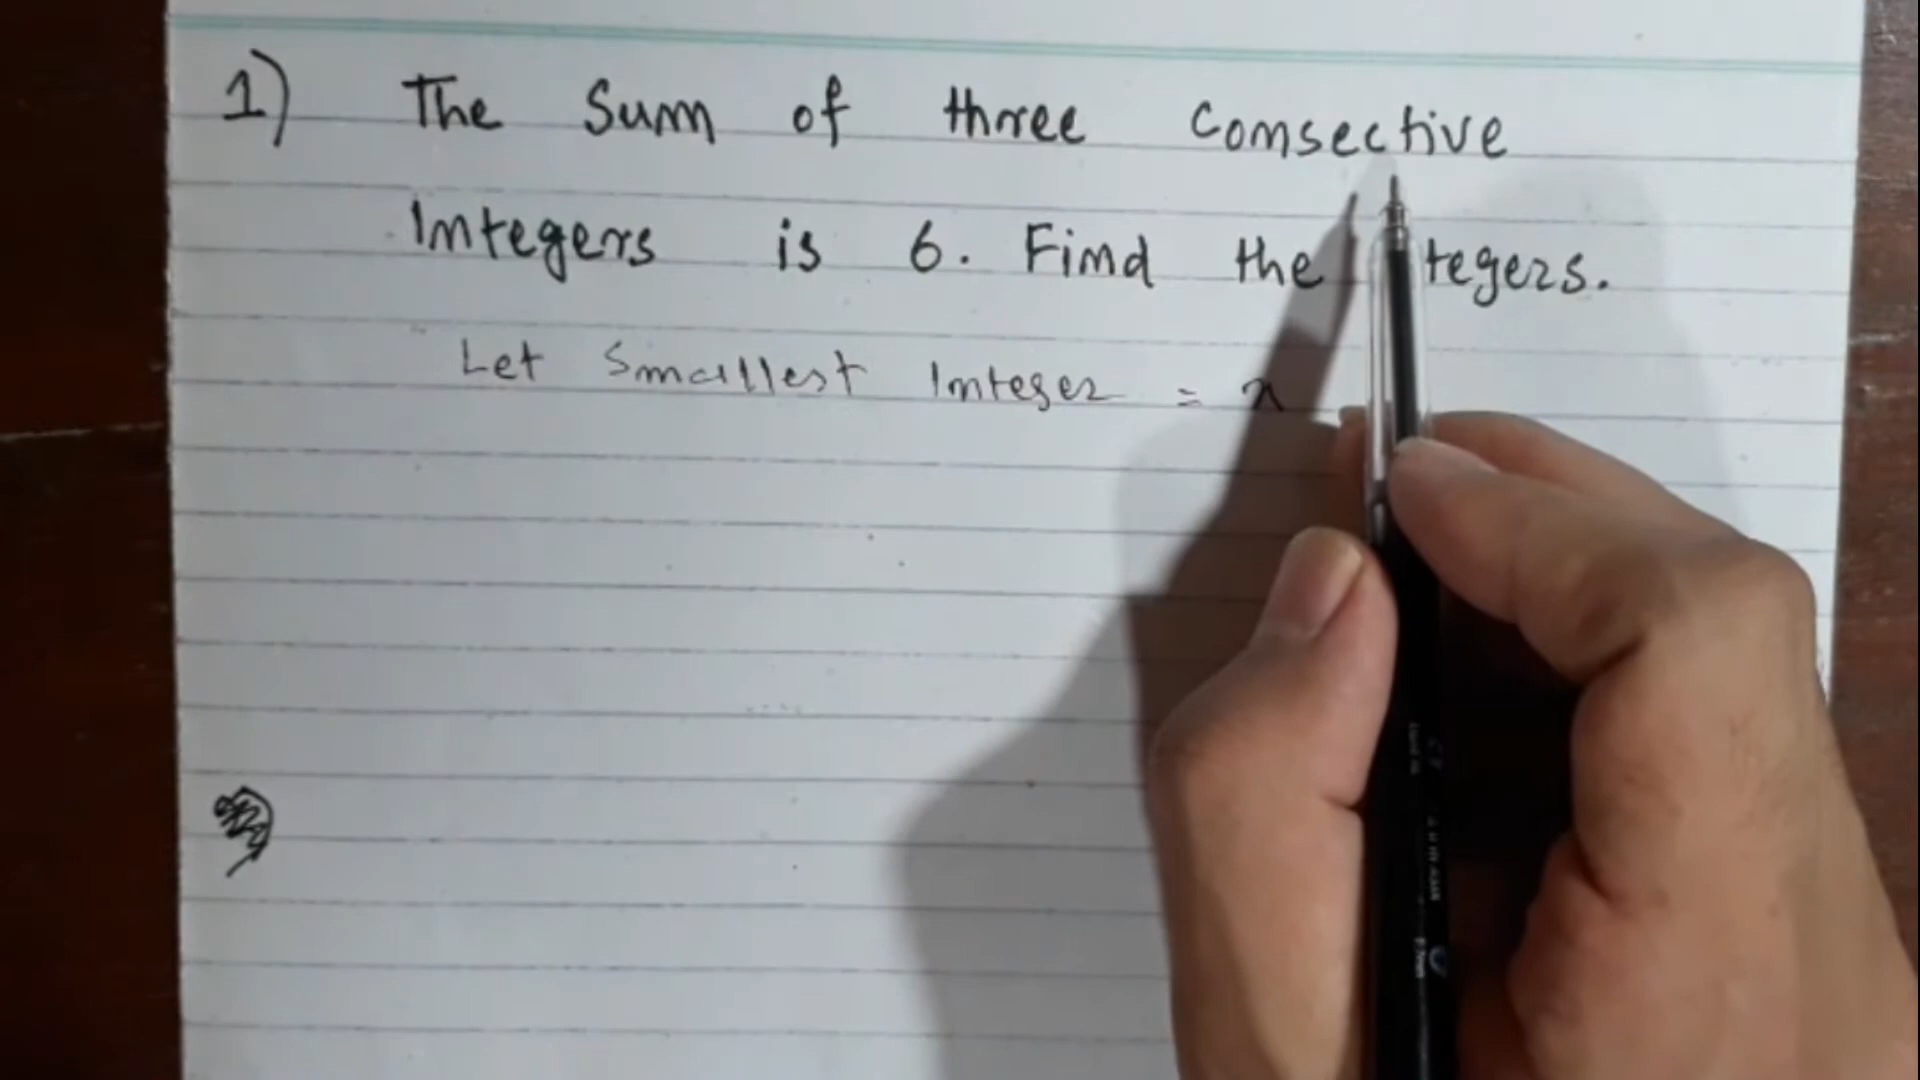 1) The Sum of three Consective
Integers is 6. Find the tegers.
Let Smallest Integer = x